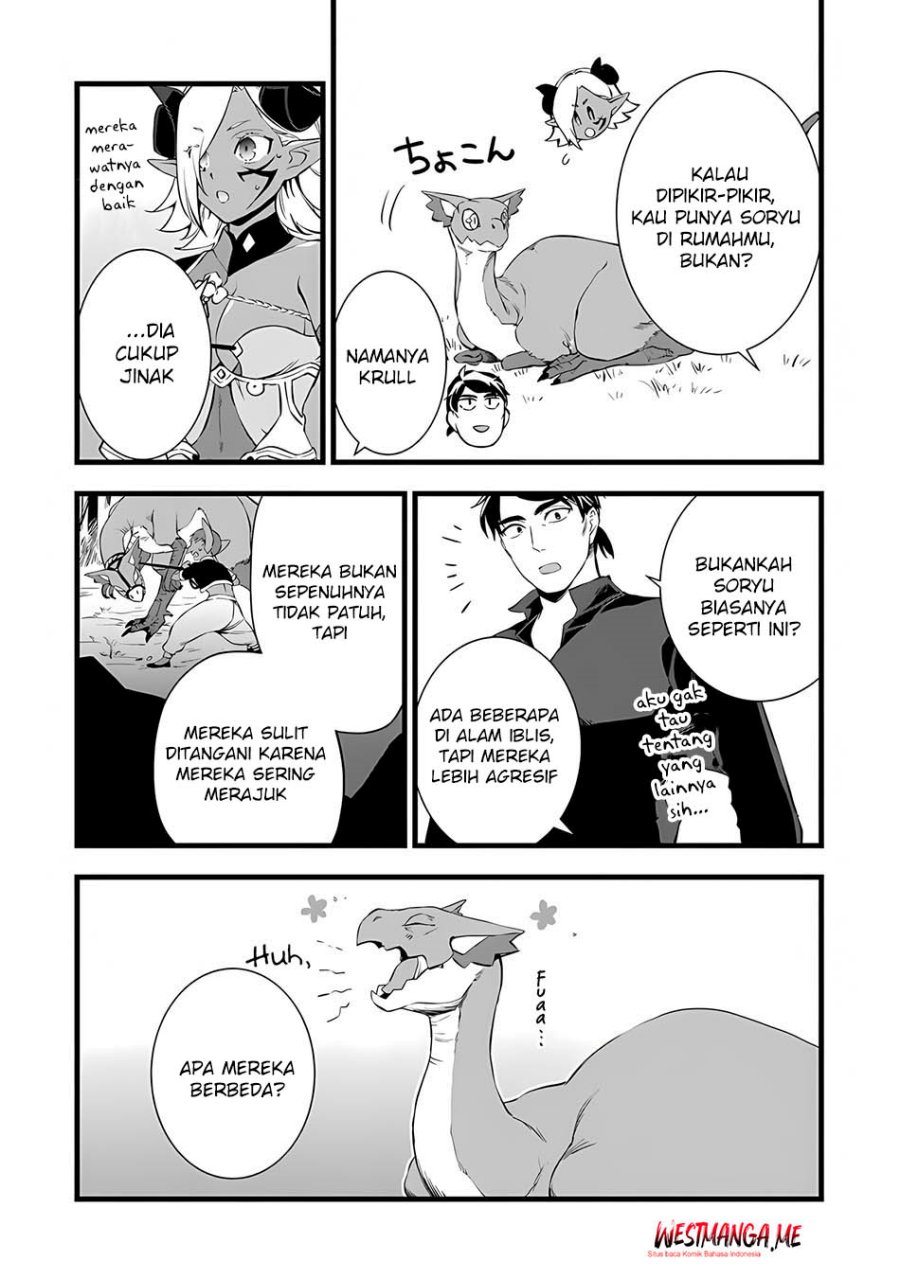 KALAU
DIPIKIR-PIKIR,
KAU PUNYA SORYU
DI RUMAHMU,
BUKAN?
ちょこん
NAMANYA
KRULL
mereka
mera-
watnya
dengan
baik
...DIA
CUKUP
JINAK
BUKANKAH
SORYU
BIASANYA
SEPERTI INI?
aku gak
tau
tentang
yang
lainnya
sih...
ADA BEBERAPA
DI ALAM IBLIS,
TAPI MEREKA
LEBIH AGRESIF
MEREKA BUKAN
SEPENUHNYA
TIDAK PATUH,
TAPI
MEREKA SULIT
DITANGANI KARENA
MEREKA SERING
MERAJUK
Fuaa...
Huh,
APA MEREKA
BERBEDA?
WESTMANGA.ME
Situs baca Komik Bahasa Indonesia